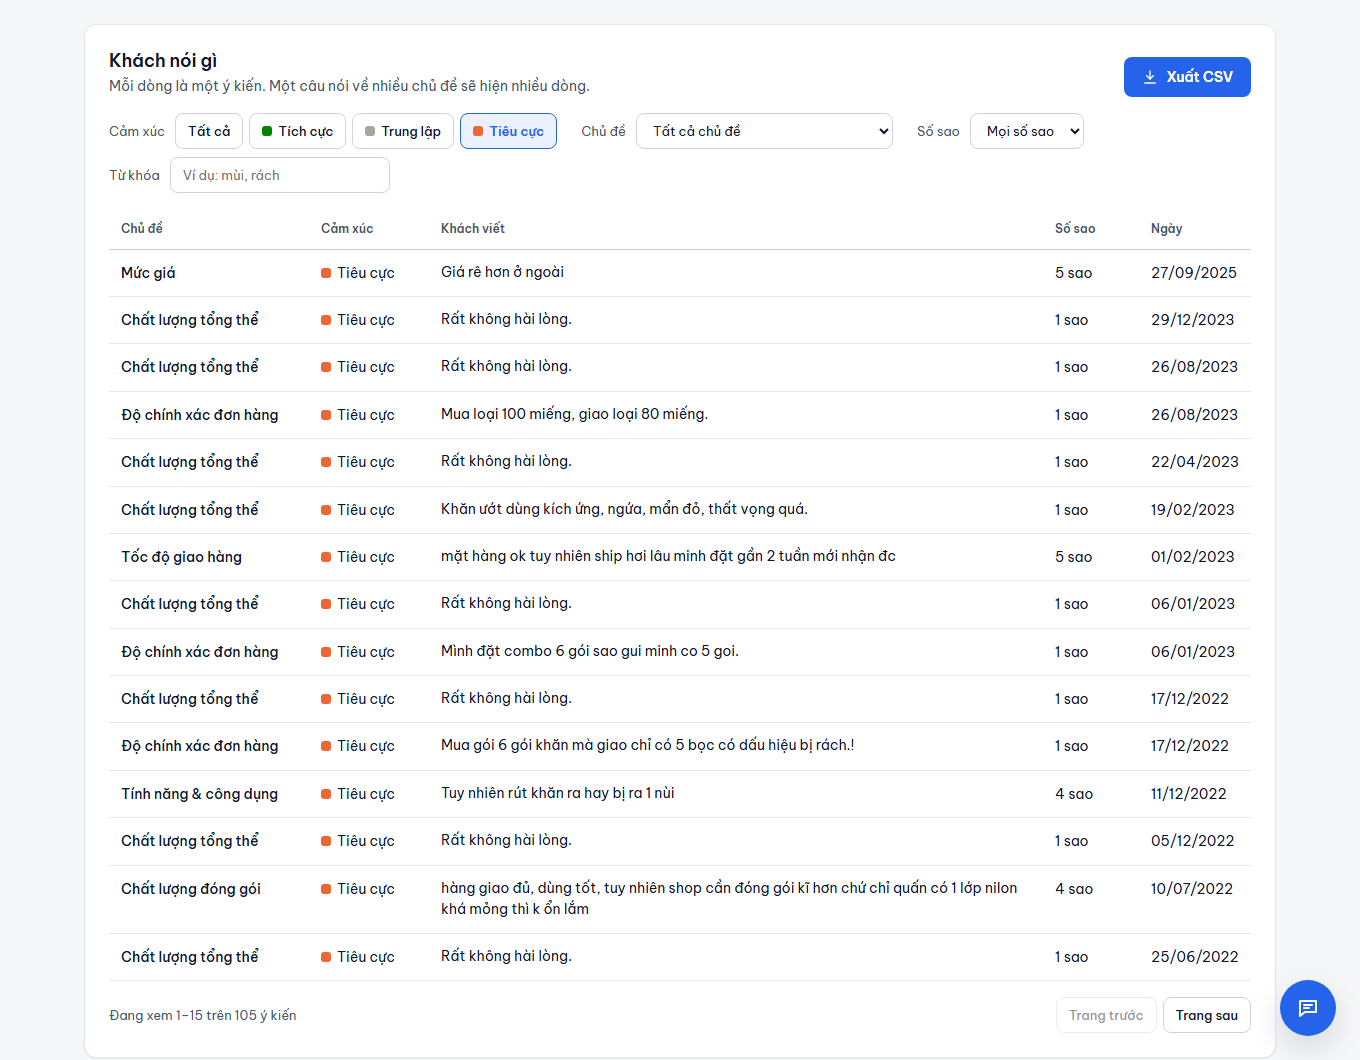 Khách nói gì
Mỗi dòng là một ý kiến. Một câu nói về nhiều chủ đề sẽ hiện nhiều dòng.
Xuất CSV
Cảm xúc Tất cả Tích cực Trung lập Tiêu cực Chủ đề Tất cả chủ đề Số sao Mọi số sao
Từ khóa Ví dụ: mùi, rách
Chủ đề Cảm xúc Khách viết Số sao Ngày
Mức giá Tiêu cực Giá rê hơn ở ngoài 5 sao 27/09/2025
Chất lượng tổng thể Tiêu cực Rất không hài lòng. 1 sao 29/12/2023
Chất lượng tổng thể Tiêu cực Rất không hài lòng. 1 sao 26/08/2023
Độ chính xác đơn hàng Tiêu cực Mua loại 100 miếng, giao loại 80 miếng. 1 sao 26/08/2023
Chất lượng tổng thể Tiêu cực Rất không hài lòng. 1 sao 22/04/2023
Chất lượng tổng thể Tiêu cực Khăn ướt dùng kích ứng, ngứa, mẩn đỏ, thất vọng quá. 1 sao 19/02/2023
Tốc độ giao hàng Tiêu cực mặt hàng ok tuy nhiên ship hơi lâu minh đặt gần 2 tuần mới nhận đc 5 sao 01/02/2023
Chất lượng tổng thể Tiêu cực Rất không hài lòng. 1 sao 06/01/2023
Độ chính xác đơn hàng Tiêu cực Mình đặt combo 6 gói sao gui minh co 5 goi. 1 sao 06/01/2023
Chất lượng tổng thể Tiêu cực Rất không hài lòng. 1 sao 17/12/2022
Độ chính xác đơn hàng Tiêu cực Mua gói 6 gói khăn mà giao chỉ có 5 bọc có dấu hiệu bị rách.! 1 sao 17/12/2022
Tính năng & công dụng Tiêu cực Tuy nhiên rút khăn ra hay bị ra 1 nùi 4 sao 11/12/2022
Chất lượng tổng thể Tiêu cực Rất không hài lòng. 1 sao 05/12/2022
Chất lượng đóng gói Tiêu cực hàng giao đủ, dùng tốt, tuy nhiên shop cần đóng gói kĩ hơn chứ chỉ quấn có 1 lớp nilon 4 sao 10/07/2022
khá mỏng thì k ổn lắm
Chất lượng tổng thể Tiêu cực Rất không hài lòng. 1 sao 25/06/2022
Đang xem 1–15 trên 105 ý kiến Trang trước Trang sau